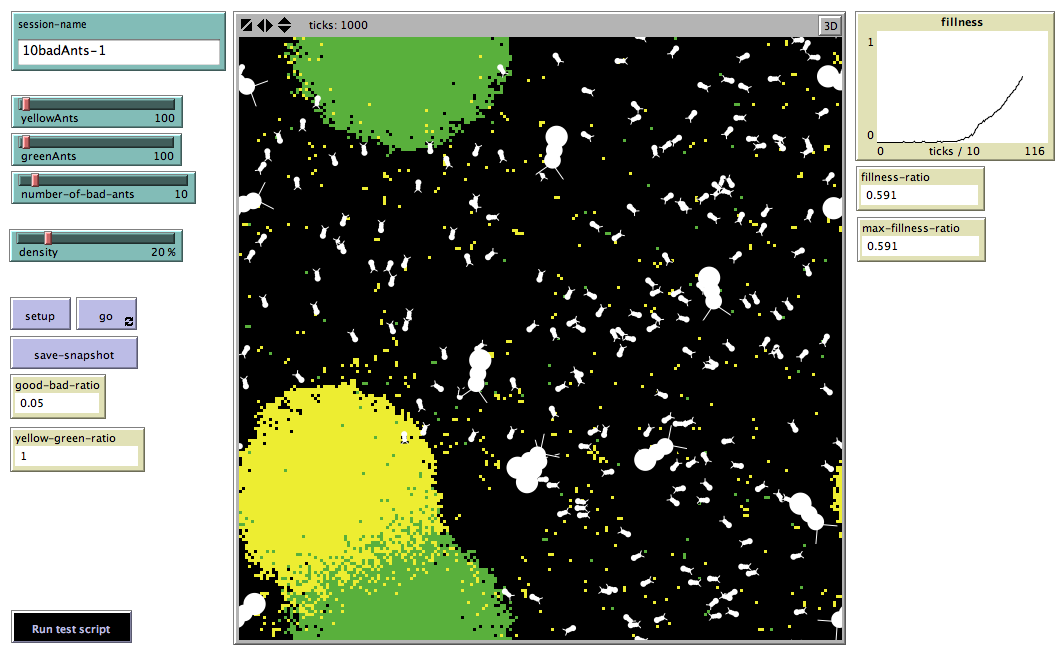 session-name
10badAnts-1
yellowAnts 100
greenAnts 100
number-of-bad-ants 10
density 20 %
setup
go
save-snapshot
good-bad-ratio
0.05
yellow-green-ratio
1
Run test script
ticks: 1000
3D
fillness
1
0
0 ticks / 10 116
fillness-ratio
0.591
max-fillness-ratio
0.591